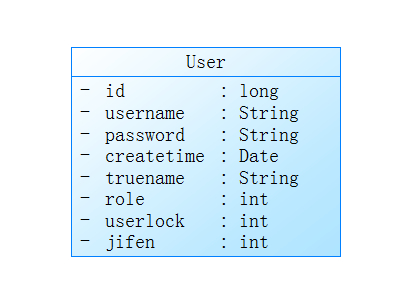 User
- id : long
- username : String
- password : String
- createtime : Date
- truename : String
- role : int
- userlock : int
- jifen : int